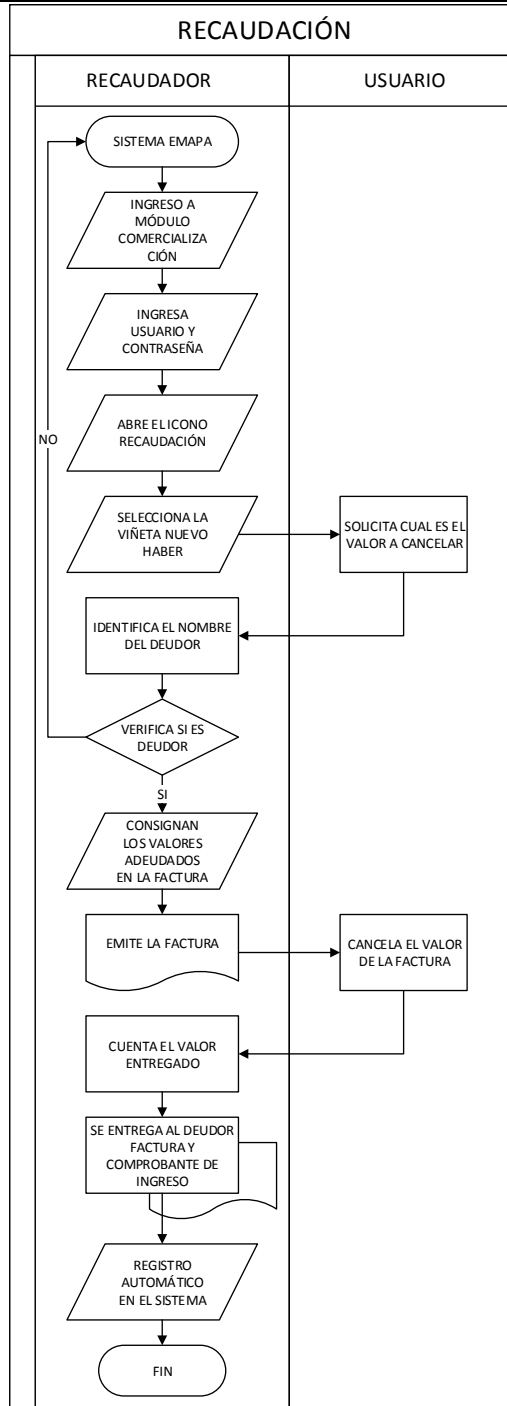 RECAUDACIÓN
RECAUDADOR
USUARIO
SISTEMA EMAPA
INGRESO A
MÓDULO
COMERCIALIZA
CIÓN
INGRESA
USUARIO Y
CONTRASEÑA
ABRE EL ICONO
RECAUDACIÓN
NO
SELECCIONA LA
VIÑETA NUEVO
HABER
SOLICITA CUAL ES EL
VALOR A CANCELAR
IDENTIFICA EL NOMBRE
DEL DEUDOR
VERIFICA SI ES
DEUDOR
SI
CONSIGNAN
LOS VALORES
ADEUDADOS
EN LA FACTURA
EMITE LA FACTURA
CANCELA EL VALOR
DE LA FACTURA
CUENTA EL VALOR
ENTREGADO
SE ENTREGA AL DEUDOR
FACTURA Y
COMPROBANTE DE
INGRESO
REGISTRO
AUTOMÁTICO
EN EL SISTEMA
FIN